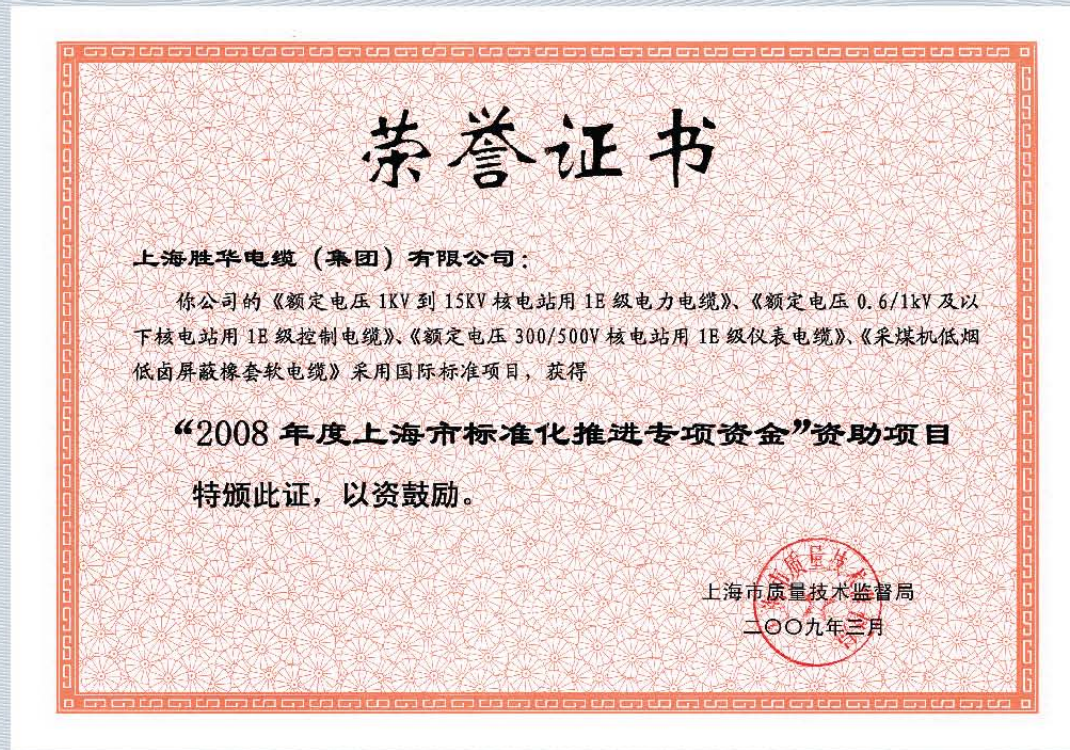 荣誉证书
上海胜华电缆（集团）有限公司：
你公司的《额定电压 1KV 到 15KV 核电站用 1E 级电力电缆》、《额定电压 0.6/1kV 及以
下核电站用 1E 级控制电缆》、《额定电压 300/500V 核电站用 1E 级仪表电缆》、《采煤机低烟
低卤屏蔽橡套软电缆》采用国际标准项目，获得
“2008 年度上海市标准化推进专项资金”资助项目
特颁此证，以资鼓励。
上海市质量技术监督局
二〇〇九年三月